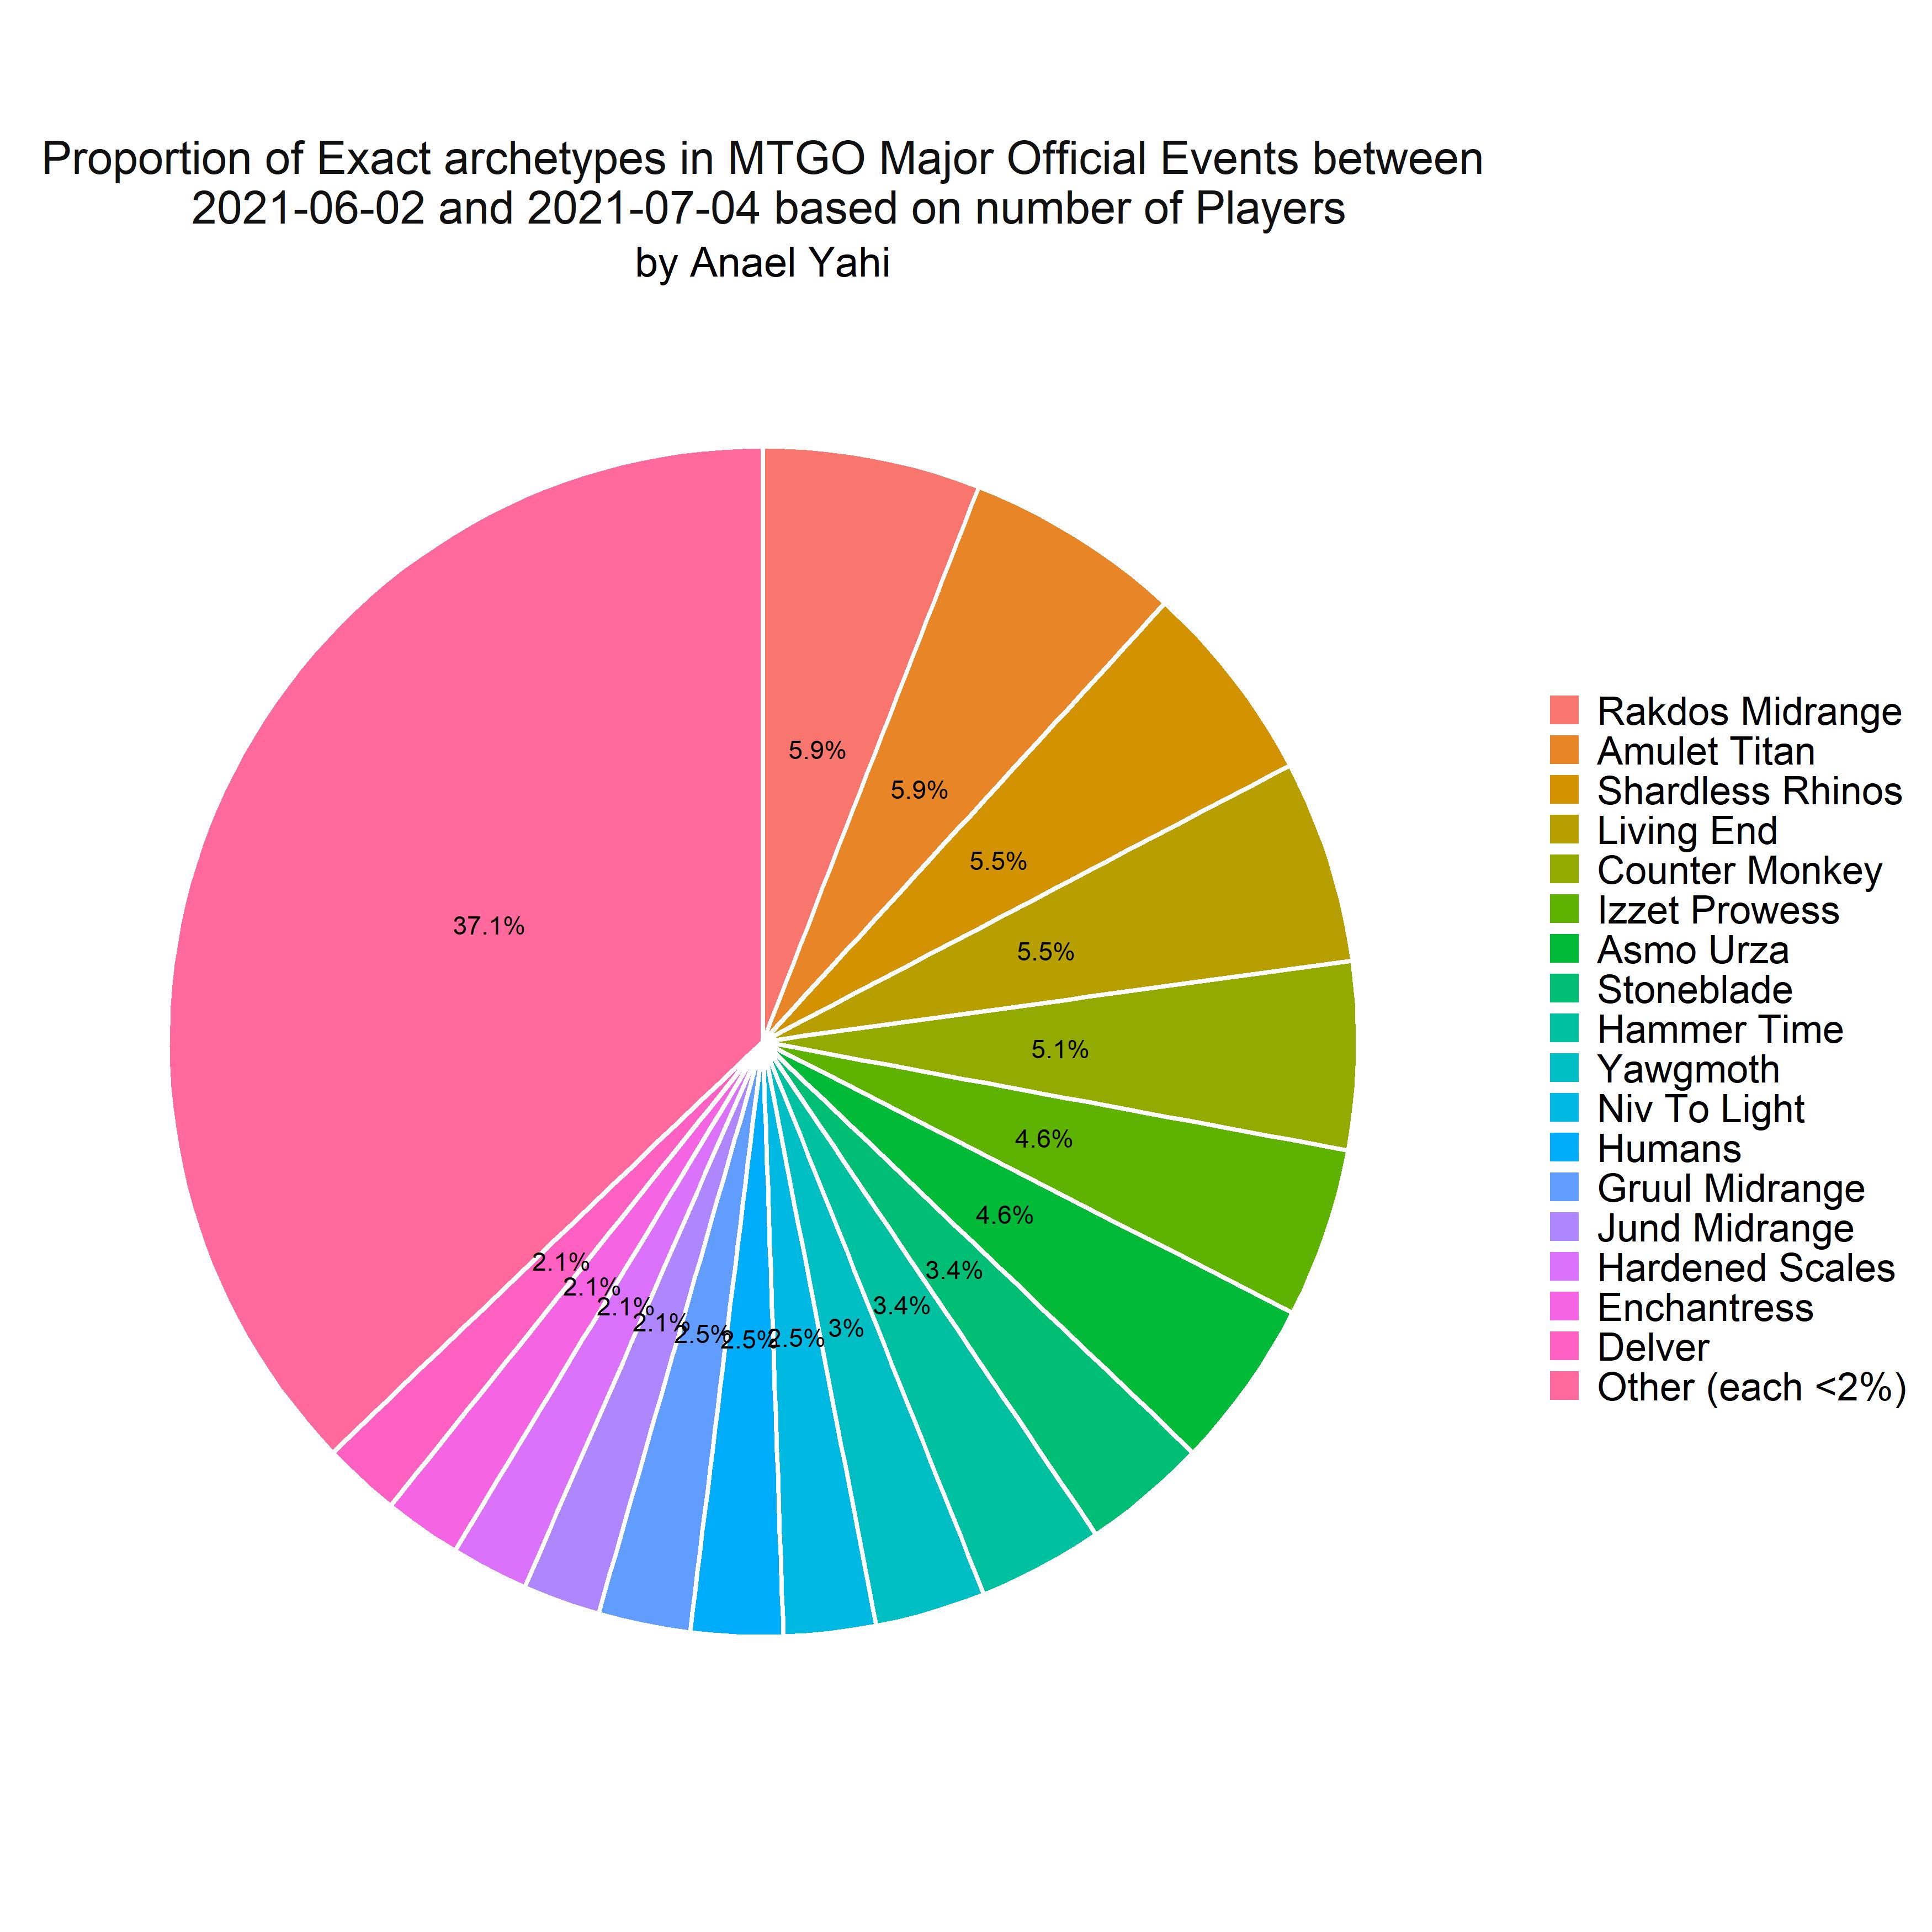 Proportion of Exact archetypes in MTGO Major Official Events between
2021-06-02 and 2021-07-04 based on number of Players
by Anael Yahi
5.9%
5.9%
5.5%
5.5%
5.1%
4.6%
4.6%
3.4%
3.4%
3%
2.5%
2.5%
2.5%
2.1%
2.1%
2.1%
2.1%
37.1%
Rakdos Midrange
Amulet Titan
Shardless Rhinos
Living End
Counter Monkey
Izzet Prowess
Asmo Urza
Stoneblade
Hammer Time
Yawgmoth
Niv To Light
Humans
Gruul Midrange
Jund Midrange
Hardened Scales
Enchantress
Delver
Other (each <2%)